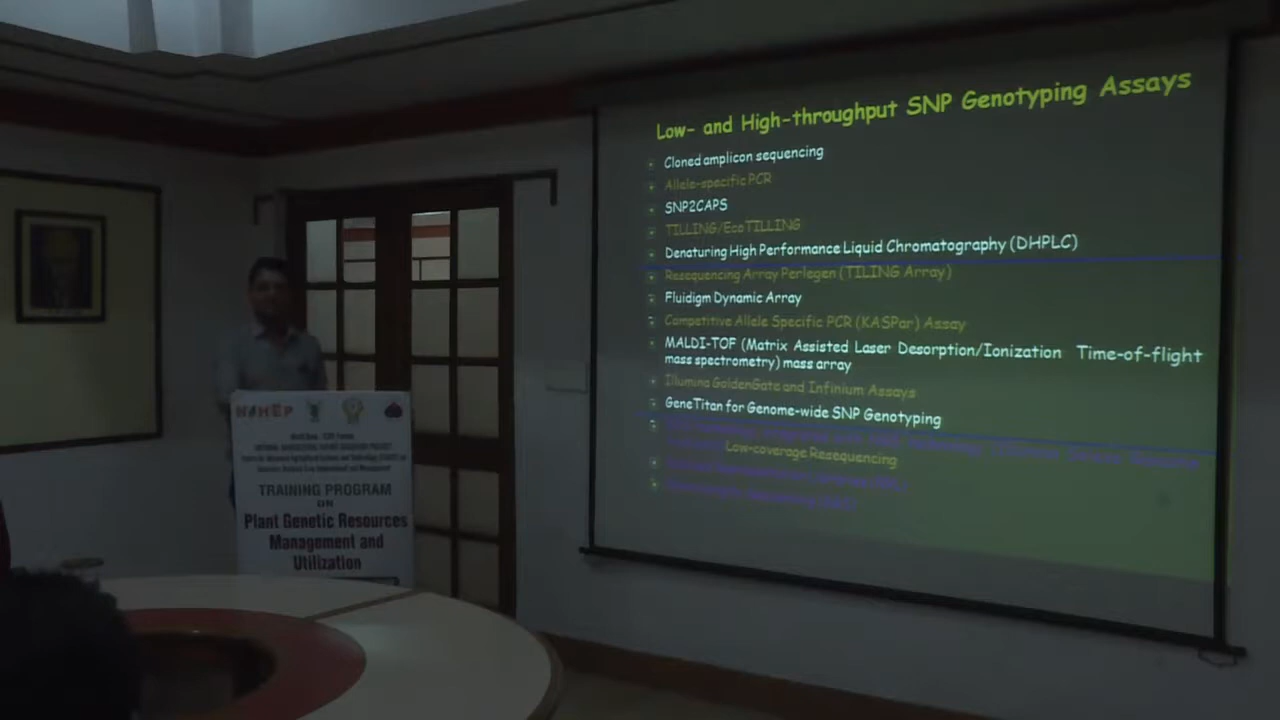 Low- and High-throughput SNP Genotyping Assays
Cloned amplicon sequencing
Allele-specific PCR
SNP2CAPS
TILLING/EcoTILLING
Denaturing High Performance Liquid Chromatography (DHPLC)
Resequencing Array Perlegen (TILING Array)
Fluidigm Dynamic Array
Competitive Allele Specific PCR (KASPar) Assay
MALDI-TOF (Matrix Assisted Laser Desorption/Ionization Time-of-flight
mass spectrometry) mass array
Illumina GoldenGate and Infinium Assays
GeneTitan for Genome-wide SNP Genotyping
Low-coverage Resequencing
NAHEP
TRAINING PROGRAM
ON
Plant Genetic Resources
Management and
Utilization